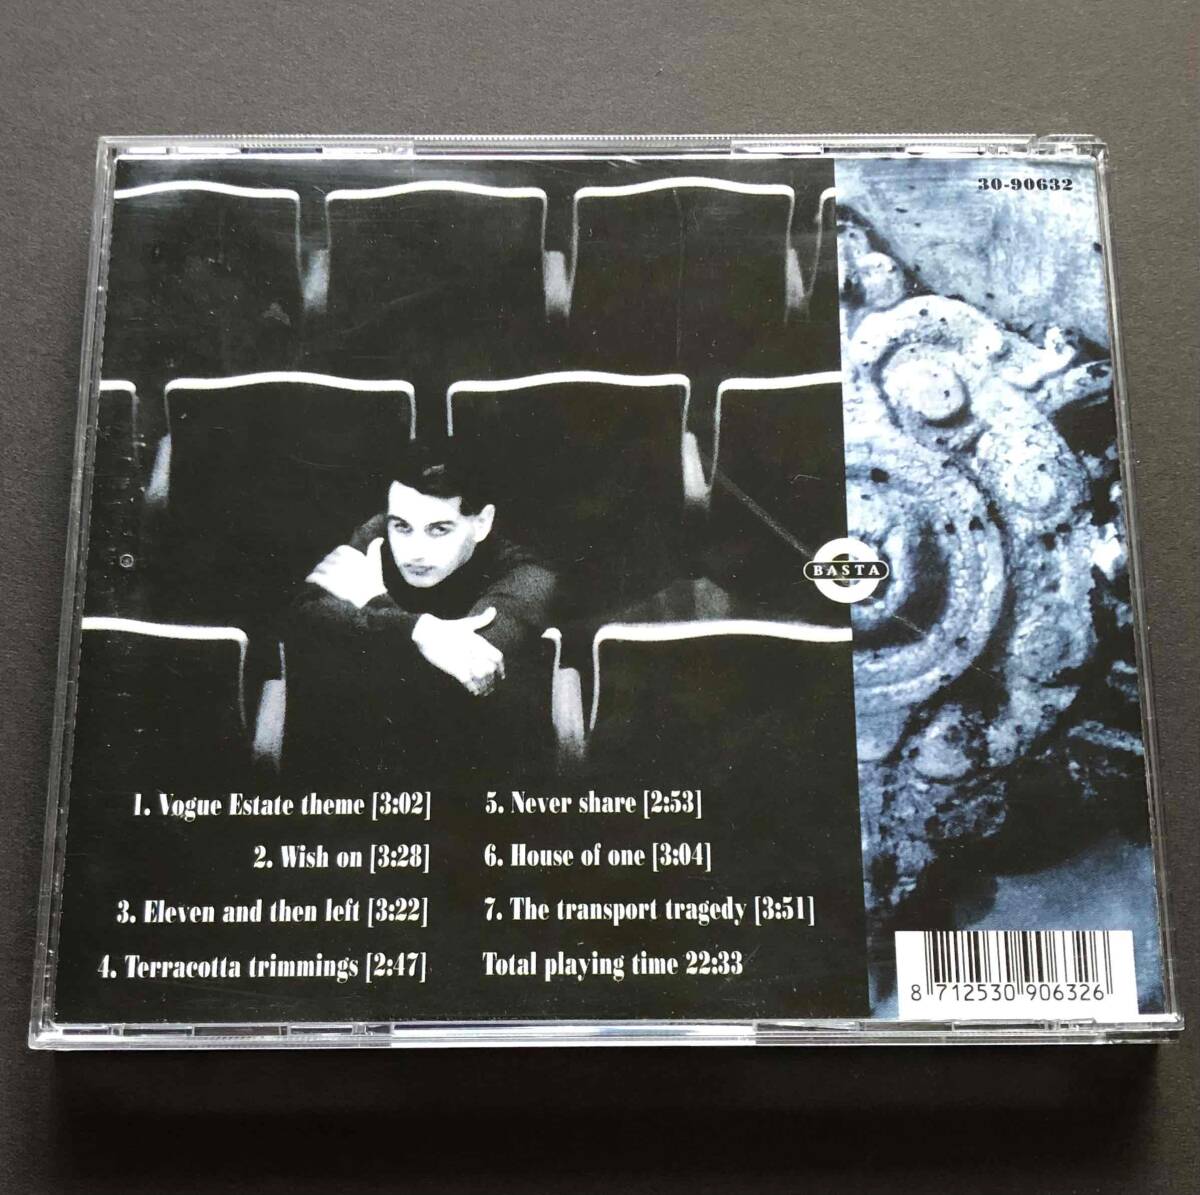 30-90632
BASTA
1. Vogue Estate theme [3:02]
2. Wish on [3:28]
3. Eleven and then left [3:22]
4. Terracotta trimmings [2:47]
5. Never share [2:53]
6. House of one [3:04]
7. The transport tragedy [3:51]
Total playing time 22:33
8 712530 906326